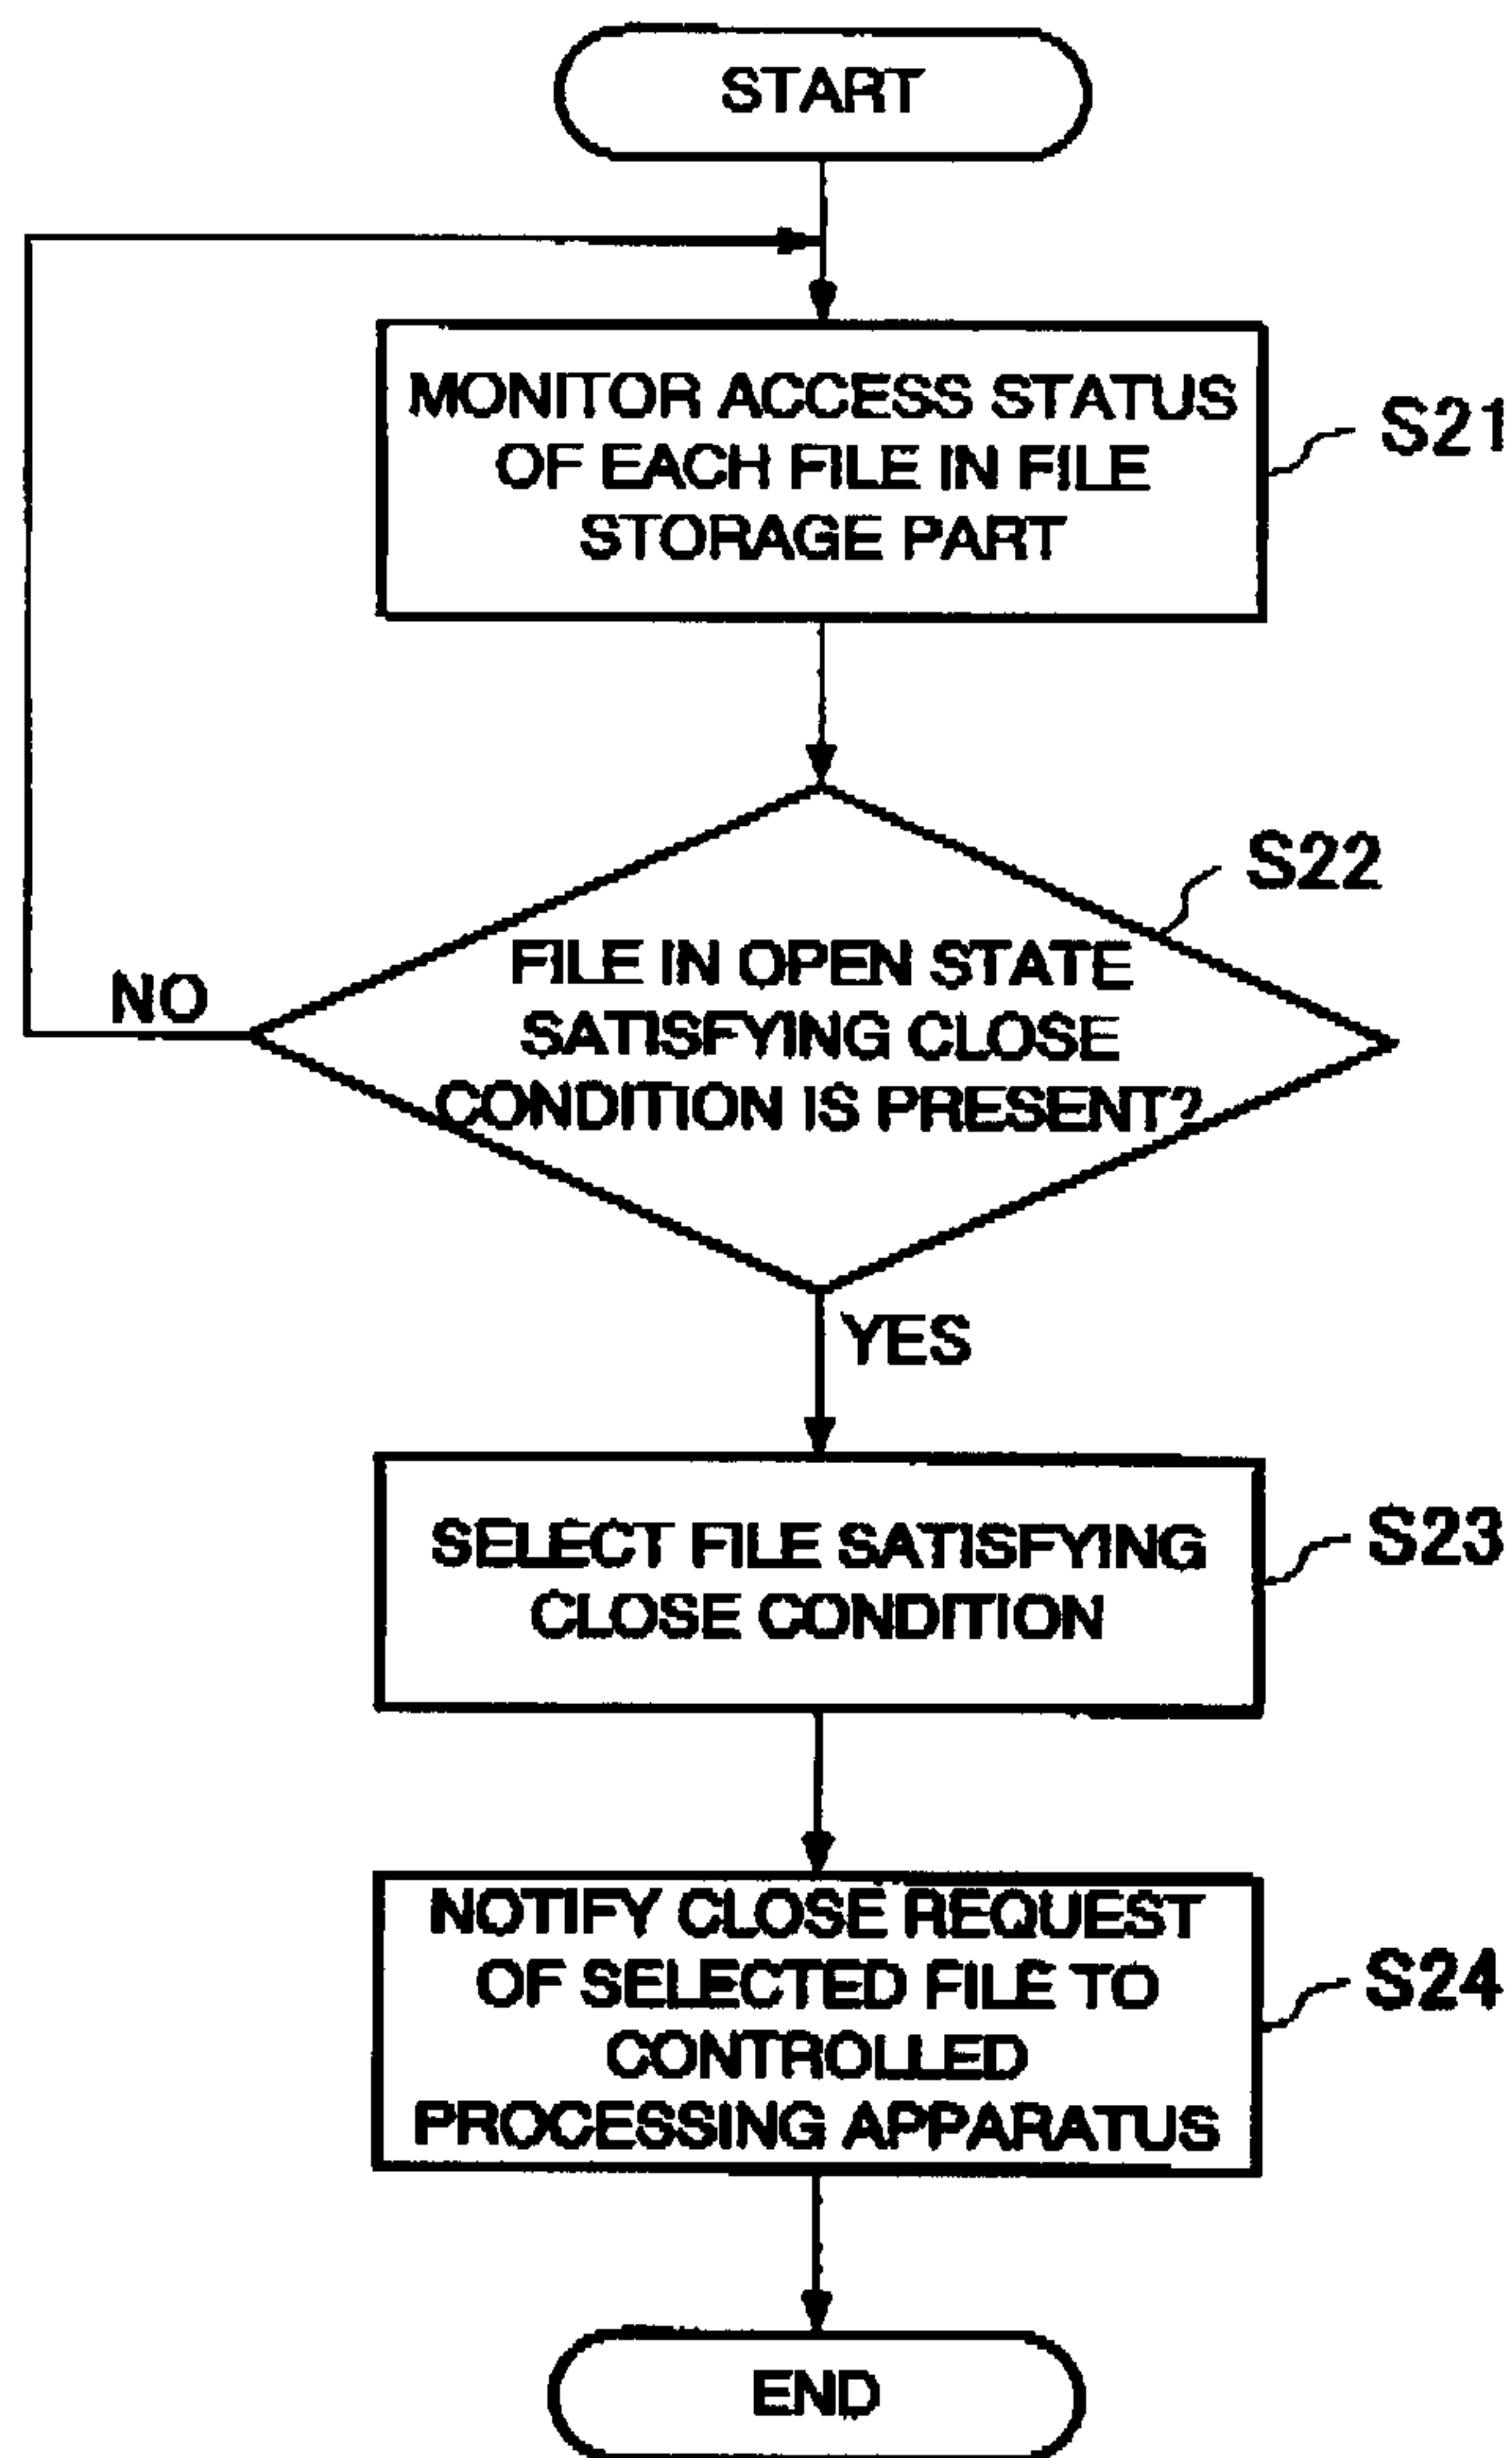 START
MONITOR ACCESS STATUS
OF EACH FILE IN FILE
STORAGE PART
S21
S22
FILE IN OPEN STATE
SATISFYING CLOSE
CONDITION IS PRESENT?
NO
YES
SELECT FILE SATISFYING
CLOSE CONDITION
S23
NOTIFY CLOSE REQUEST
OF SELECTED FILE TO
CONTROLLED
PROCESSING APPARATUS
S24
END